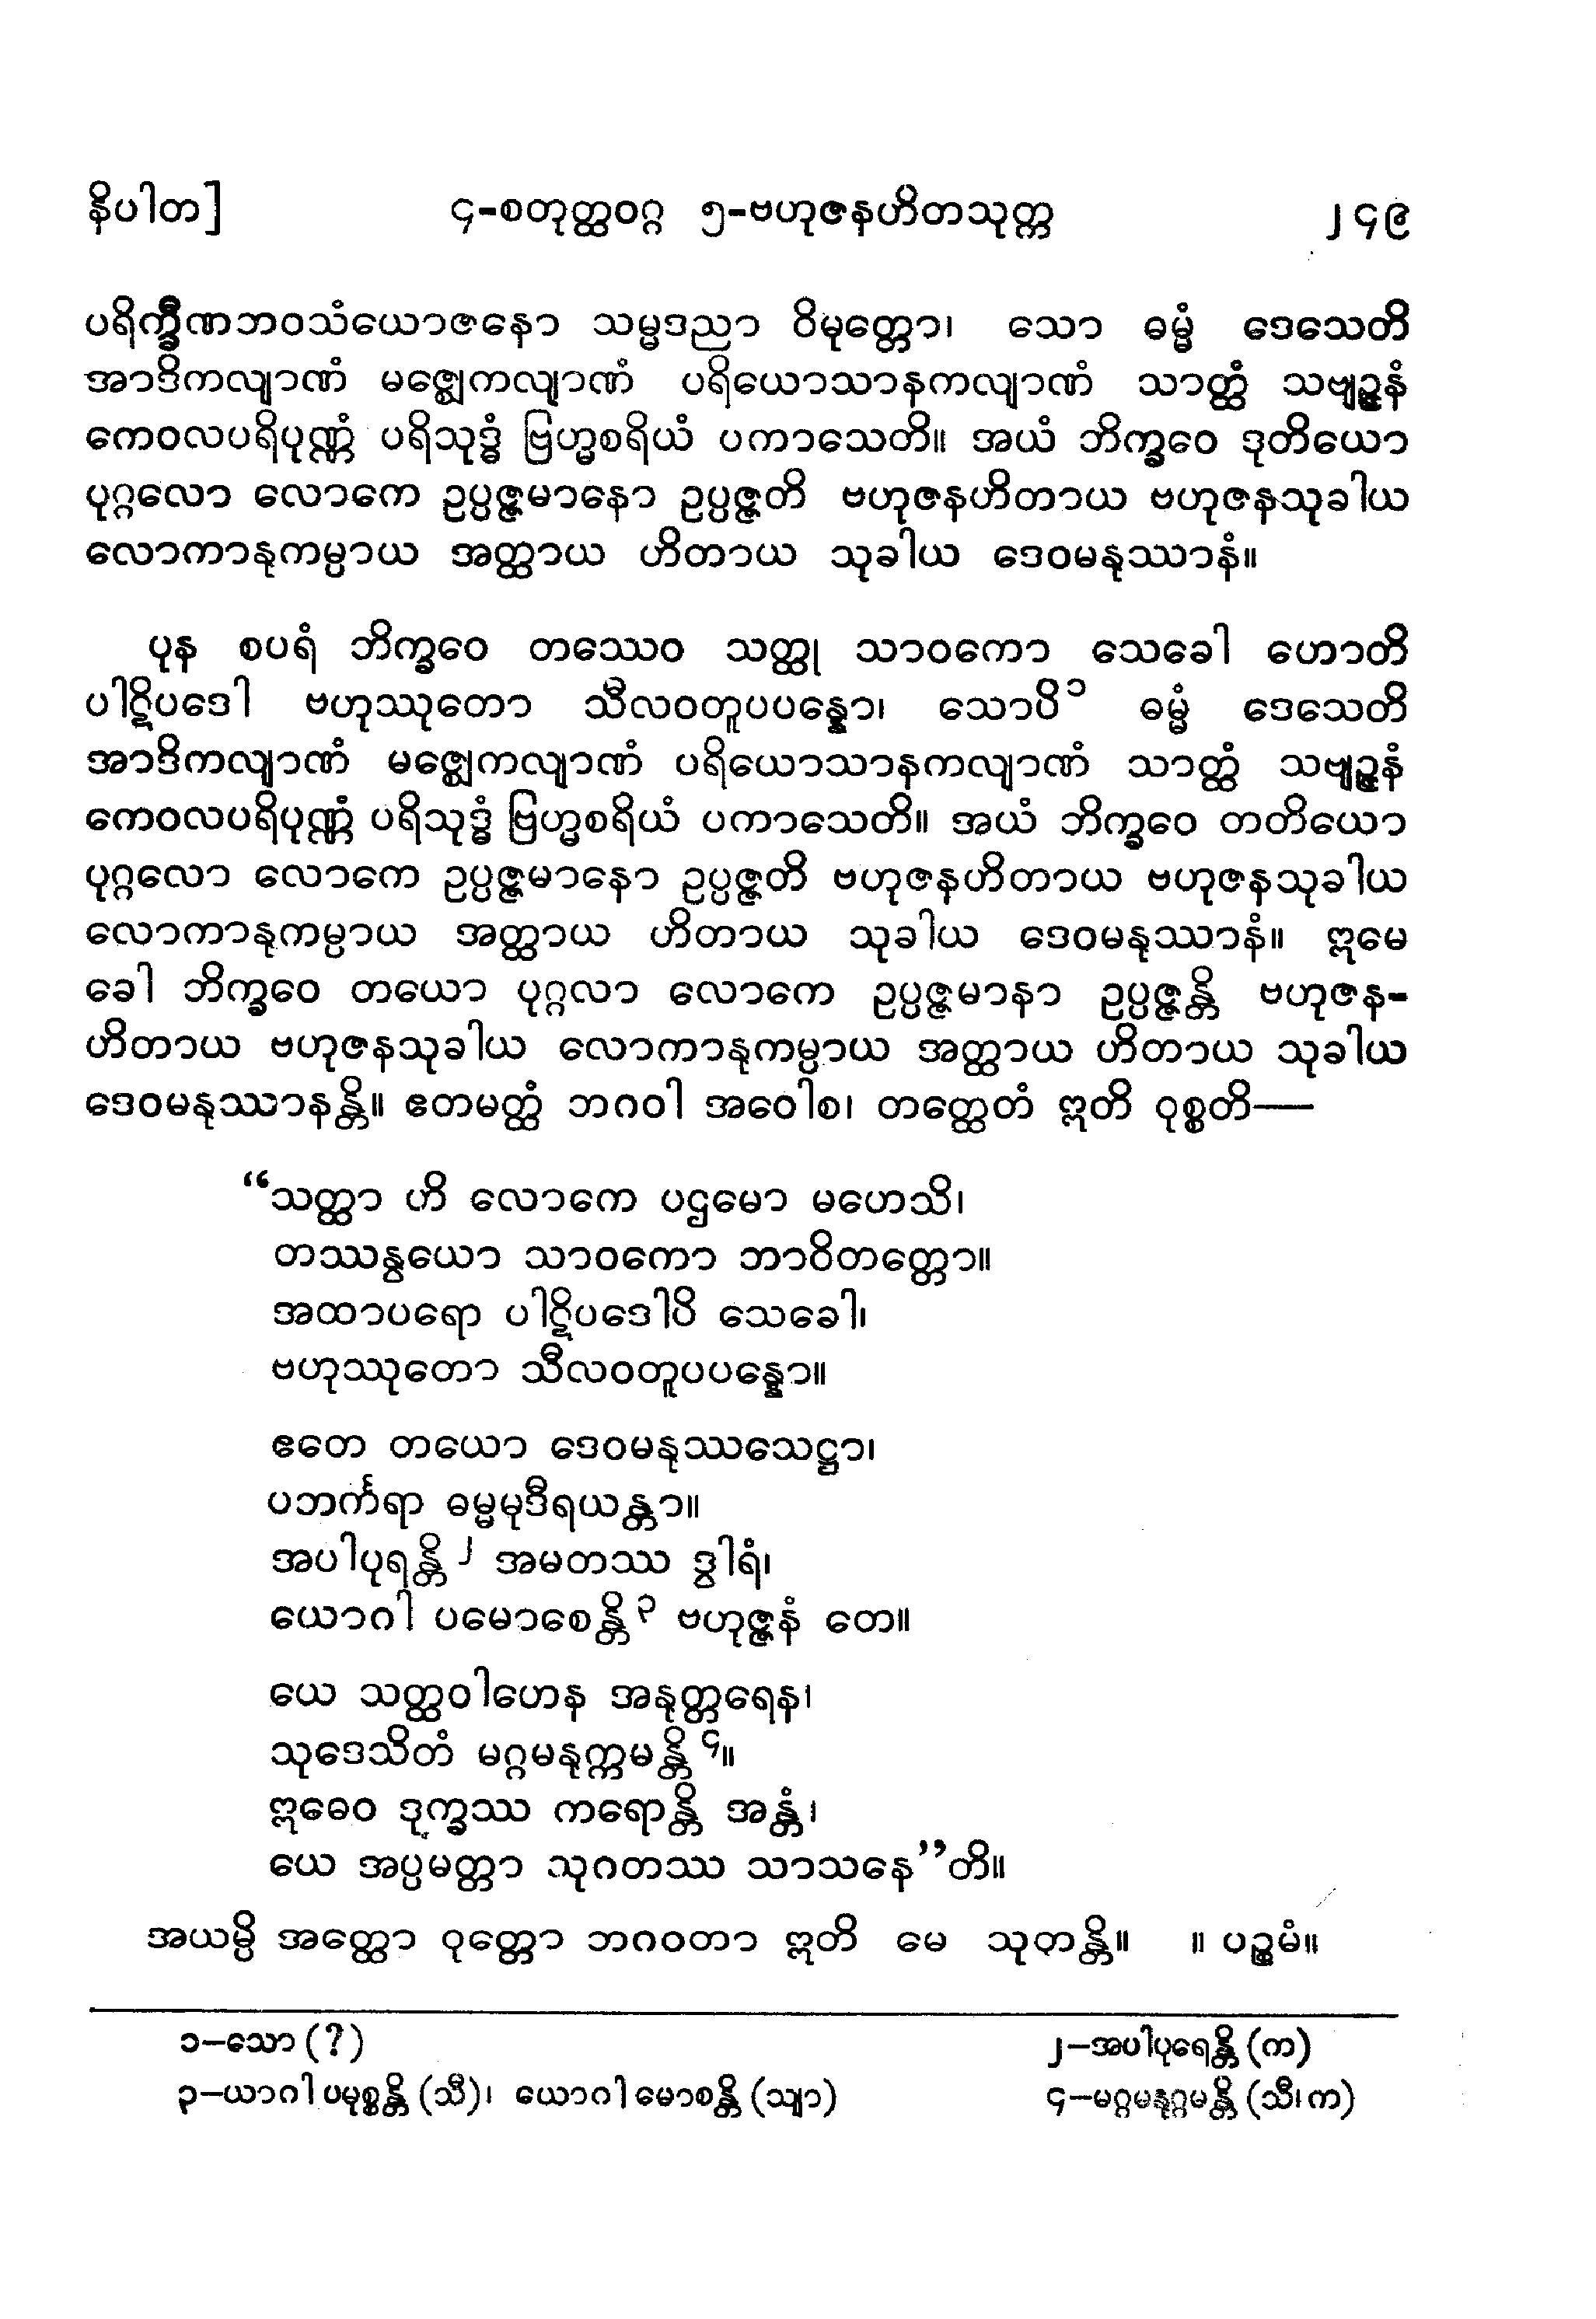 နိပါတ] ၄-စတုတ္ထဝဂ္ဂ ၅-ဗဟုဇနဟိတသုတ္တ ၂၄၉
ပရိက္ခီဏဘဝသံယောဇနော သမ္မဒညာ ဝိမုတ္တော၊ သော ဓမ္မံ ဒေသေတိ
အာဒိကလျာဏံ မဇ္ဈေကလျာဏံ ပရိယောသာနကလျာဏံ သာတ္ထံ သဗျဉ္ဇနံ
ကေဝလပရိပုဏ္ဏံ ပရိသုဒ္ဓံ ဗြဟ္မစရိယံ ပကာသေတိ။ အယံ ဘိက္ခဝေ ဒုတိယော
ပုဂ္ဂလော လောကေ ဥပ္ပဇ္ဇမာနော ဥပ္ပဇ္ဇတိ ဗဟုဇနဟိတာယ ဗဟုဇနသုခါယ
လောကာနုကမ္ပာယ အတ္ထာယ ဟိတာယ သုခါယ ဒေဝမနုဿာနံ။
ပုန စပရံ ဘိက္ခဝေ တဿေဝ သတ္ထု သာဝကော သေခေါ ဟောတိ
ပါဋိပဒေါ ဗဟုဿုတော သီလဝတူပပန္နော၊ သောပိ၁ ဓမ္မံ ဒေသေတိ
အာဒိကလျာဏံ မဇ္ဈေကလျာဏံ ပရိယောသာနကလျာဏံ သာတ္ထံ သဗျဉ္ဇနံ
ကေဝလပရိပုဏ္ဏံ ပရိသုဒ္ဓံ ဗြဟ္မစရိယံ ပကာသေတိ။ အယံ ဘိက္ခဝေ တတိယော
ပုဂ္ဂလော လောကေ ဥပ္ပဇ္ဇမာနော ဥပ္ပဇ္ဇတိ ဗဟုဇနဟိတာယ ဗဟုဇနသုခါယ
လောကာနုကမ္ပာယ အတ္ထာယ ဟိတာယ သုခါယ ဒေဝမနုဿာနံ။ ဣမေ
ခေါ ဘိက္ခဝေ တယော ပုဂ္ဂလာ လောကေ ဥပ္ပဇ္ဇမာနာ ဥပ္ပဇ္ဇန္တိ ဗဟုဇန-
ဟိတာယ ဗဟုဇနသုခါယ လောကာနုကမ္ပာယ အတ္ထာယ ဟိတာယ သုခါယ
ဒေဝမနုဿာနန္တိ။ ဧတမတ္ထံ ဘဂဝါ အဝေါစ၊ တတ္ထေတံ ဣတိ ဝုစ္စတိ—
“သတ္ထာ ဟိ လောကေ ပဌမော မဟေသိ၊
တဿန္ဝယော သာဝကော ဘာဝိတတ္တော။
အထာပရော ပါဋိပဒေါပိ သေခေါ၊
ဗဟုဿုတော သီလဝတူပပန္နော။
ဧတေ တယော ဒေဝမနုဿသေဋ္ဌာ၊
ပဘင်္ကရာ ဓမ္မမုဒီရယန္တာ။
အပါပုရန္တိ၂ အမတဿ ဒွါရံ၊
ယောဂါ ပမောစေန္တိ၃ ဗဟုဇ္ဇနံ တေ။
ယေ သတ္ထဝါဟေန အနုတ္တရေန၊
သုဒေသိတံ မဂ္ဂမနုက္ကမန္တိ၄။
ဣဓေဝ ဒုက္ခဿ ကရောန္တိ အန္တံ၊
ယေ အပ္ပမတ္တာ သုဂတဿ သာသနေ”တိ။
အယမ္ပိ အတ္ထော ဝုတ္တော ဘဂဝတာ ဣတိ မေ သုတန္တိ။ ။ ပဉ္စမံ။
၁–သော (?) ၂–အပါပုရေန္တိ (က)
၃–ယာဂါ ပမုစ္စန္တိ (သီ)၊ ယောဂါ မောစန္တိ (သျာ) ၄–မဂ္ဂမနုဂ္ဂမန္တိ (သီ၊ က)